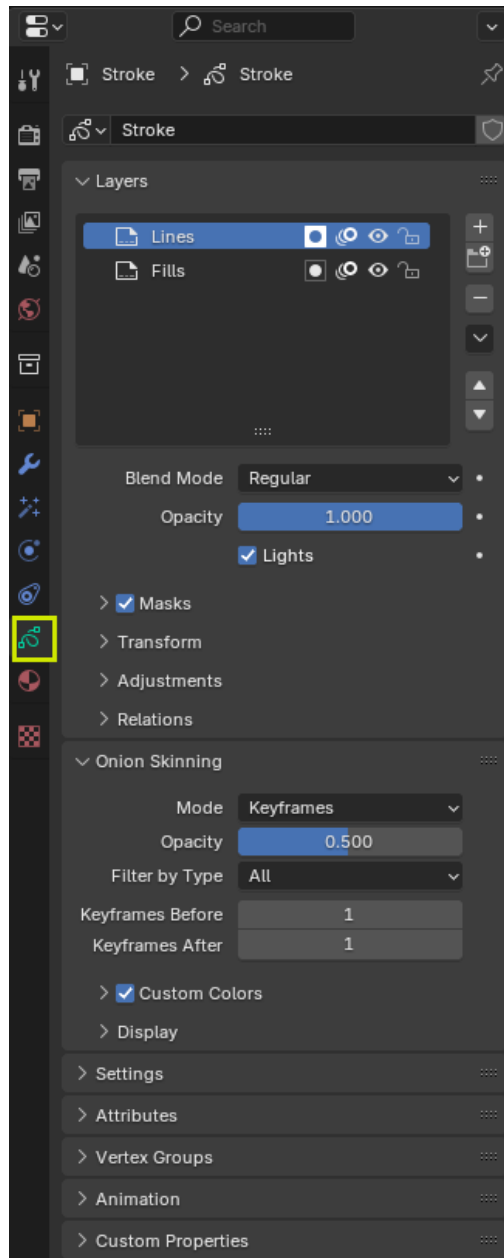 Search
Stroke > Stroke
Stroke
Layers
Lines
Fills
Blend Mode Regular
Opacity 1.000
Lights
Masks
Transform
Adjustments
Relations
Onion Skinning
Mode Keyframes
Opacity 0.500
Filter by Type All
Keyframes Before 1
Keyframes After 1
Custom Colors
Display
Settings
Attributes
Vertex Groups
Animation
Custom Properties